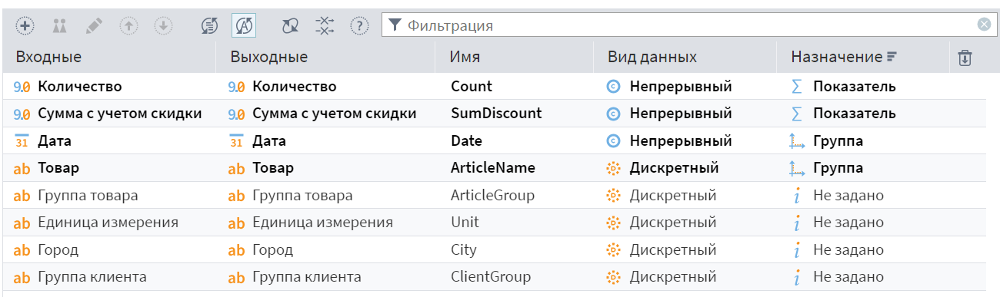 Фильтрация
Входные Выходные Имя Вид данных Назначение
9.0 Количество 9.0 Количество Count C Непрерывный Σ Показатель
9.0 Сумма с учетом скидки 9.0 Сумма с учетом скидки SumDiscount C Непрерывный Σ Показатель
31 Дата 31 Дата Date C Непрерывный Группа
ab Товар ab Товар ArticleName D Дискретный Группа
ab Группа товара ab Группа товара ArticleGroup D Дискретный i Не задано
ab Единица измерения ab Единица измерения Unit D Дискретный i Не задано
ab Город ab Город City D Дискретный i Не задано
ab Группа клиента ab Группа клиента ClientGroup D Дискретный i Не задано